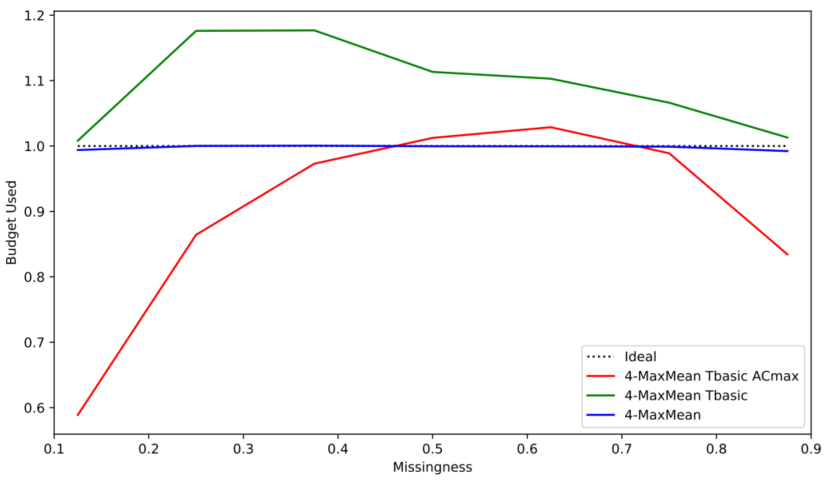 1.2
1.1
1.0
0.9
0.8
0.7
0.6
Budget Used
0.1 0.2 0.3 0.4 0.5 0.6 0.7 0.8 0.9
Missingness
Ideal
4-MaxMean Tbasic ACmax
4-MaxMean Tbasic
4-MaxMean